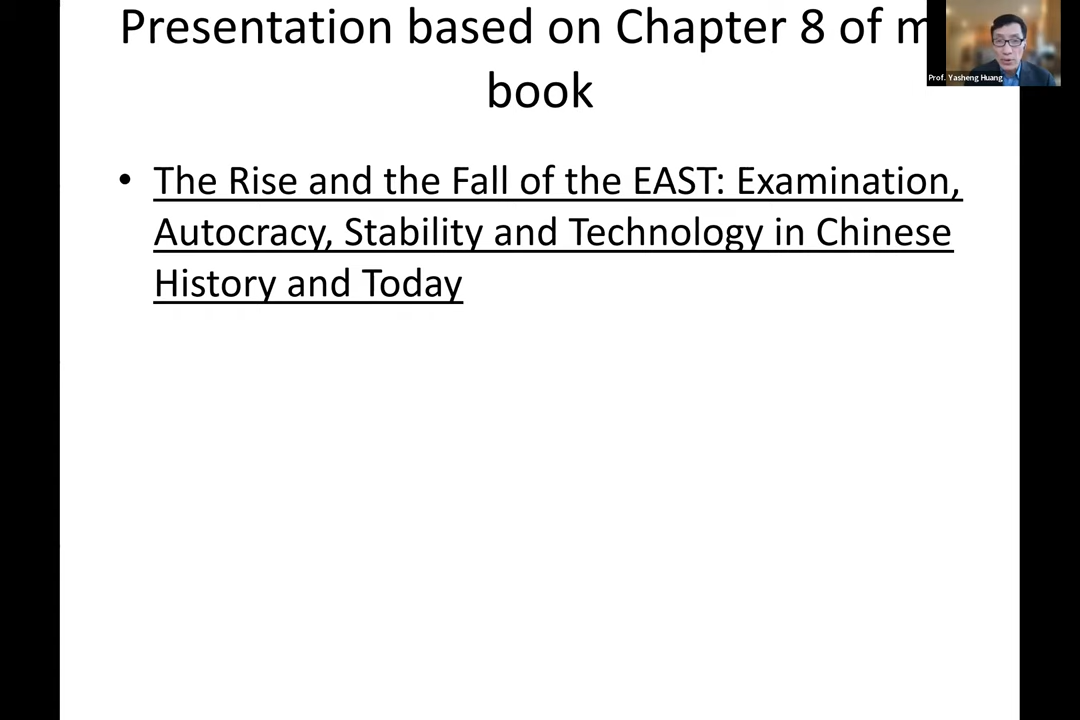 Presentation based on Chapter 8 of
book
• The Rise and the Fall of the EAST: Examination,
Autocracy, Stability and Technology in Chinese
History and Today
Prof. Yasheng Huang